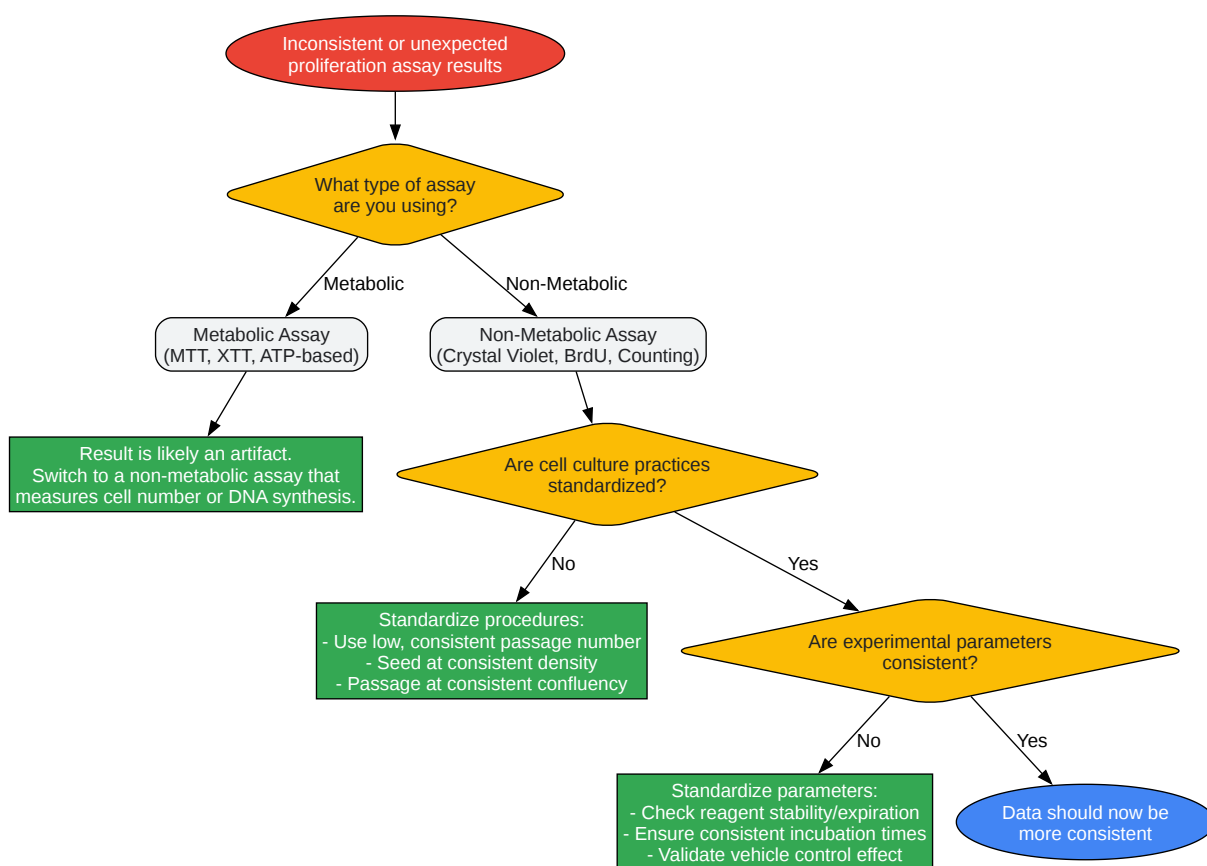 Inconsistent or unexpected
proliferation assay results
What type of assay
are you using?
Metabolic
Non-Metabolic
Metabolic Assay
(MTT, XTT, ATP-based)
Non-Metabolic Assay
(Crystal Violet, BrdU, Counting)
Result is likely an artifact.
Switch to a non-metabolic assay that
measures cell number or DNA synthesis.
Are cell culture practices
standardized?
No
Yes
Standardize procedures:
- Use low, consistent passage number
- Seed at consistent density
- Passage at consistent confluency
Are experimental parameters
consistent?
No
Yes
Standardize parameters:
- Check reagent stability/expiration
- Ensure consistent incubation times
- Validate vehicle control effect
Data should now be
more consistent